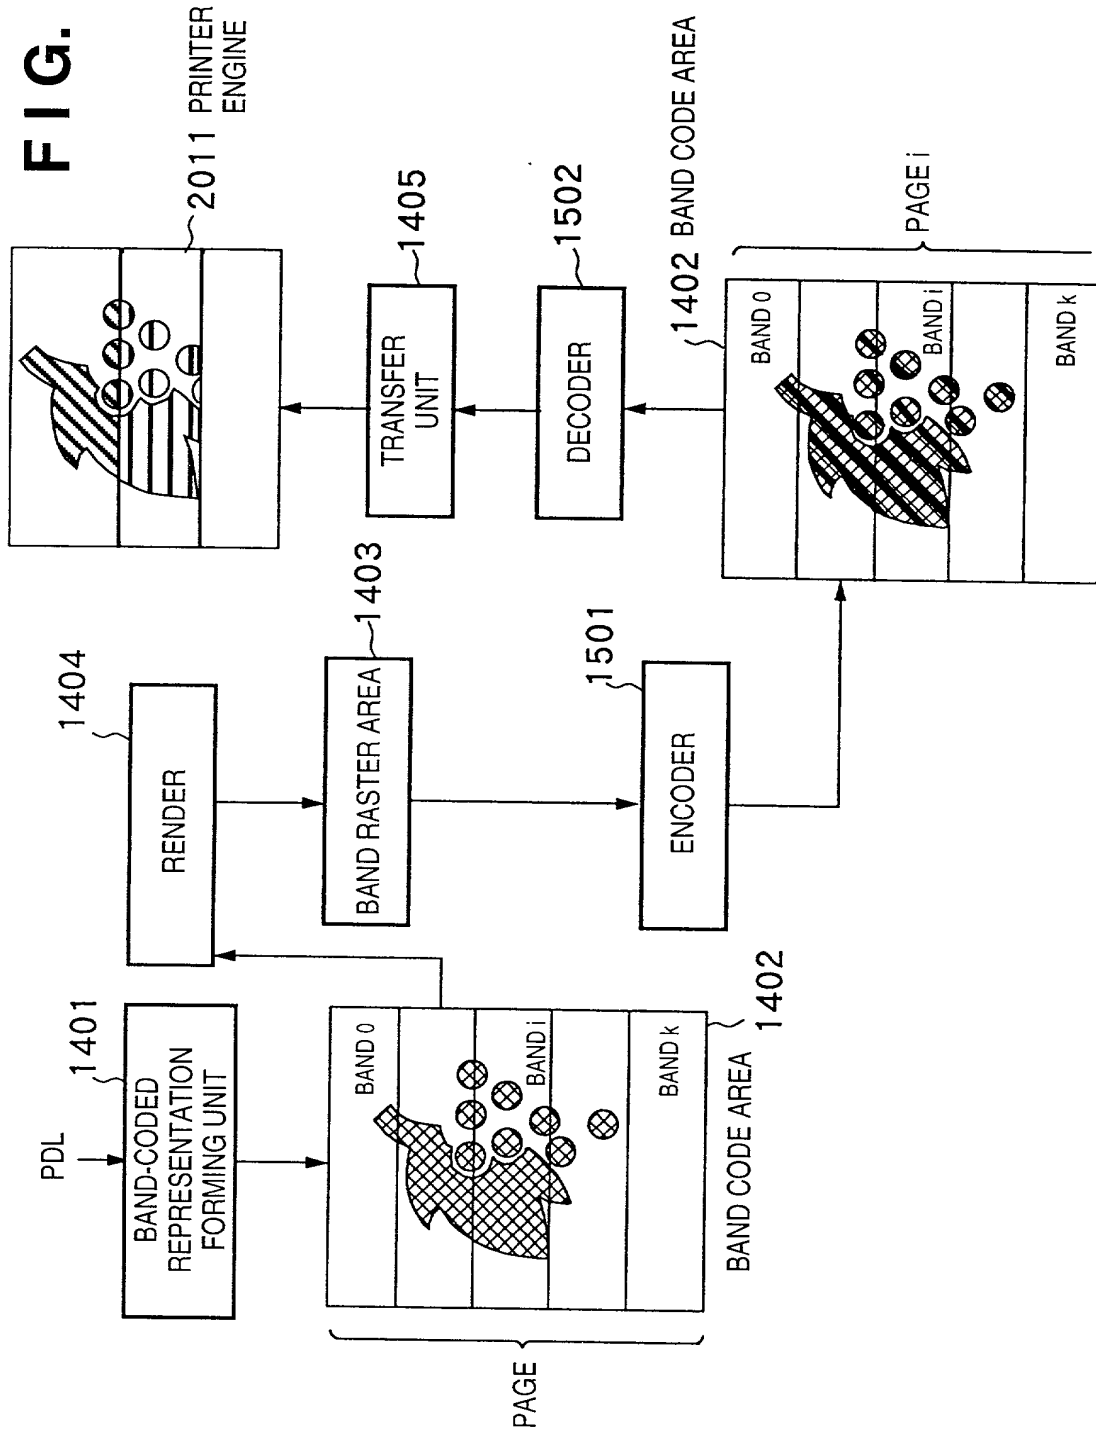 FIG.
PDL
1401
BAND-CODED
REPRESENTATION
FORMING UNIT
PAGE
BAND 0
BAND i
BAND k
1402
BAND CODE AREA
1404
RENDER
1403
BAND RASTER AREA
1501
ENCODER
1402 BAND CODE AREA
BAND 0
BAND i
BAND k
PAGE i
1502
DECODER
1405
TRANSFER
UNIT
2011 PRINTER
ENGINE